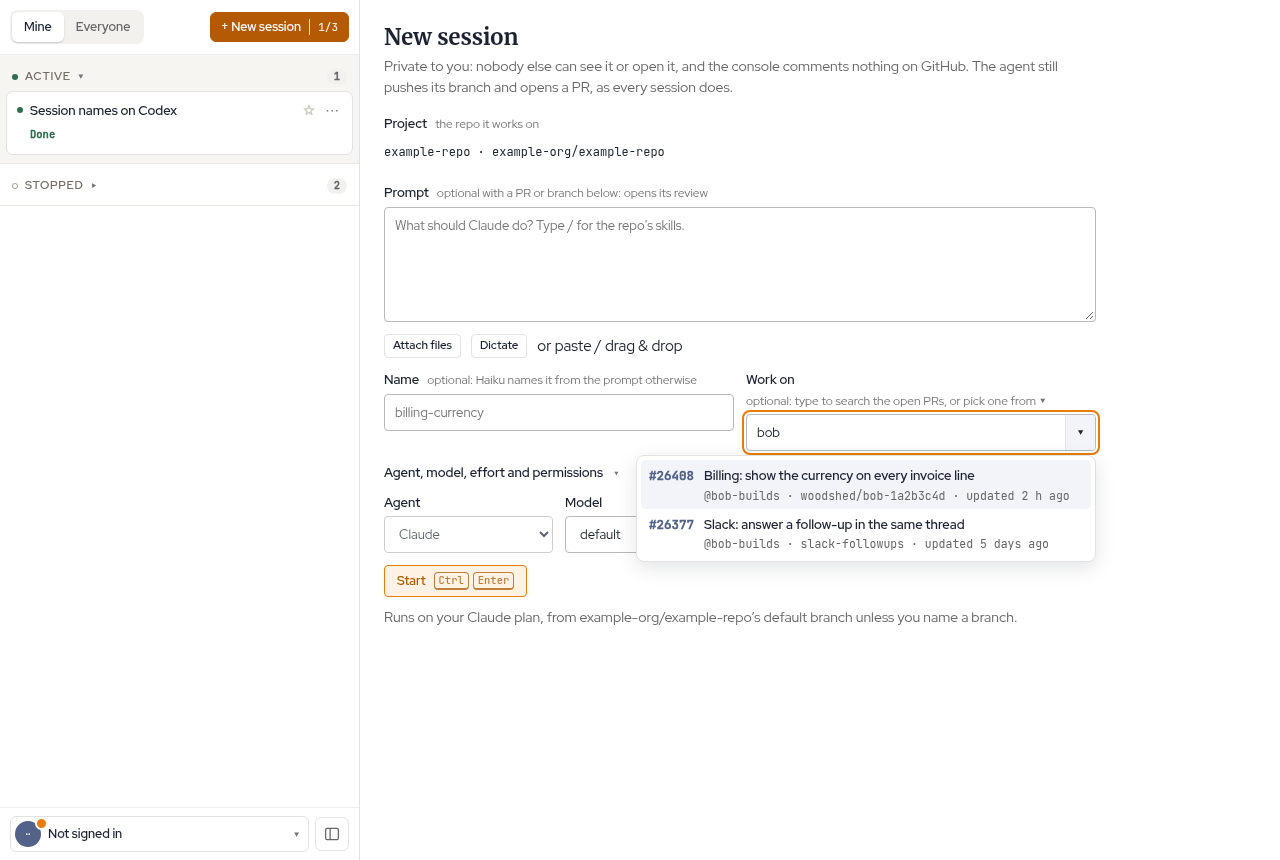 Mine
Everyone
+ New session
1/3
ACTIVE ▾
1
Session names on Codex
Done
STOPPED ▸
2
Not signed in
New session
Private to you: nobody else can see it or open it, and the console comments nothing on GitHub. The agent still
pushes its branch and opens a PR, as every session does.
Project the repo it works on
example-repo · example-org/example-repo
Prompt optional with a PR or branch below: opens its review
What should Claude do? Type / for the repo's skills.
Attach files
Dictate
or paste / drag & drop
Name optional: Haiku names it from the prompt otherwise
billing-currency
Work on
optional: type to search the open PRs, or pick one from ▾
bob
#26408 Billing: show the currency on every invoice line
@bob-builds · woodshed/bob-1a2b3c4d · updated 2 h ago
#26377 Slack: answer a follow-up in the same thread
@bob-builds · slack-followups · updated 5 days ago
Agent, model, effort and permissions ▾
Agent
Claude
Model
default
Start Ctrl Enter
Runs on your Claude plan, from example-org/example-repo's default branch unless you name a branch.